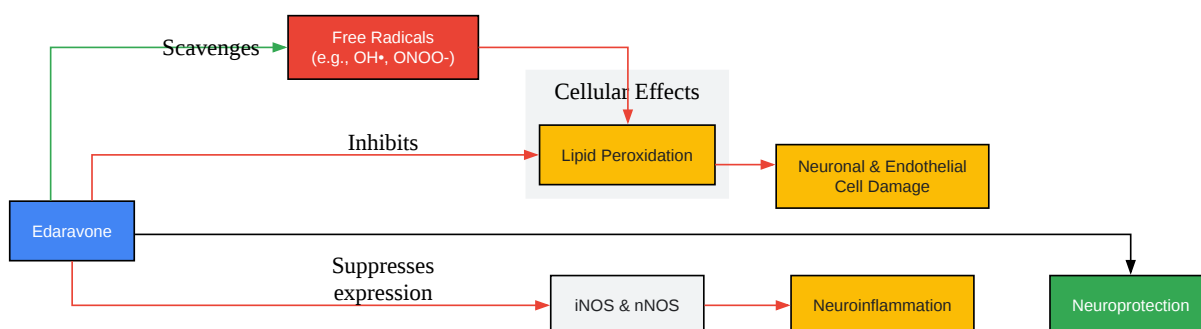 Scavenges
Free Radicals
(e.g., OH•, ONOO-)
Cellular Effects
Inhibits
Lipid Peroxidation
Neuronal & Endothelial
Cell Damage
Edaravone
Suppresses
expression
iNOS & nNOS
Neuroinflammation
Neuroprotection